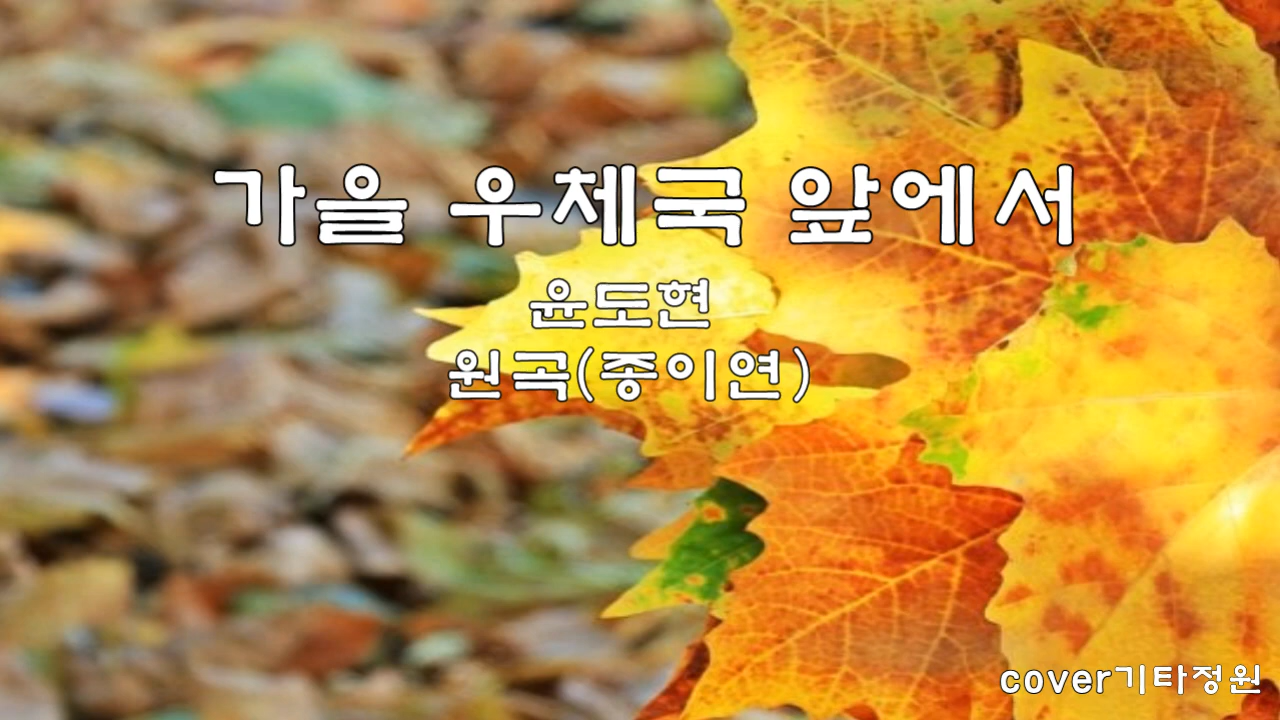 가을 우체국 앞에서
윤도현
원곡(종이연)
cover기타정원